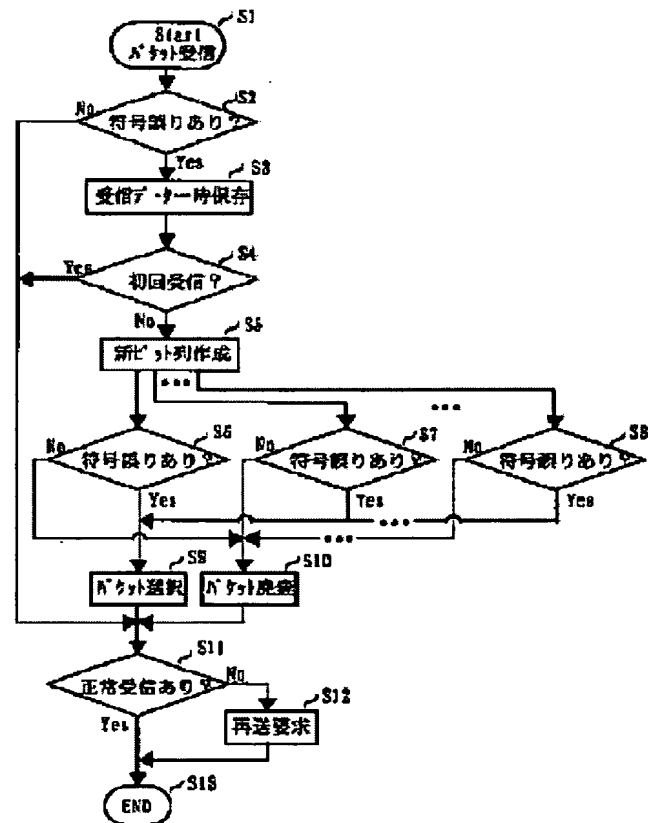 S1
Start
パケット受信
S2
No
符号誤りあり?
Yes
S3
受信データ一時保存
S4
Yes
初回受信?
No
S5
新ビット列作成
•••
•••
S6
S7
S8
No
No
No
符号誤りあり?
符号誤りあり?
符号誤りあり?
Yes
Yes
Yes
•••
•••
S9
S10
パケット選択
パケット廃棄
S11
正常受信あり?
No
S12
Yes
再送要求
S13
END